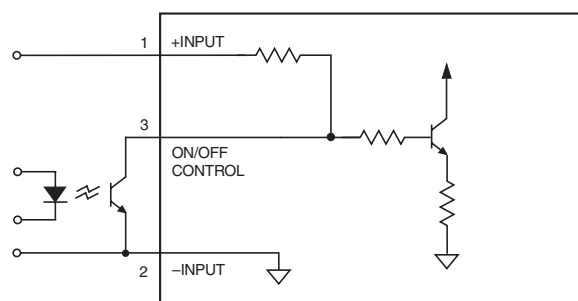 1 +INPUT
3
ON/OFF
CONTROL
2 –INPUT